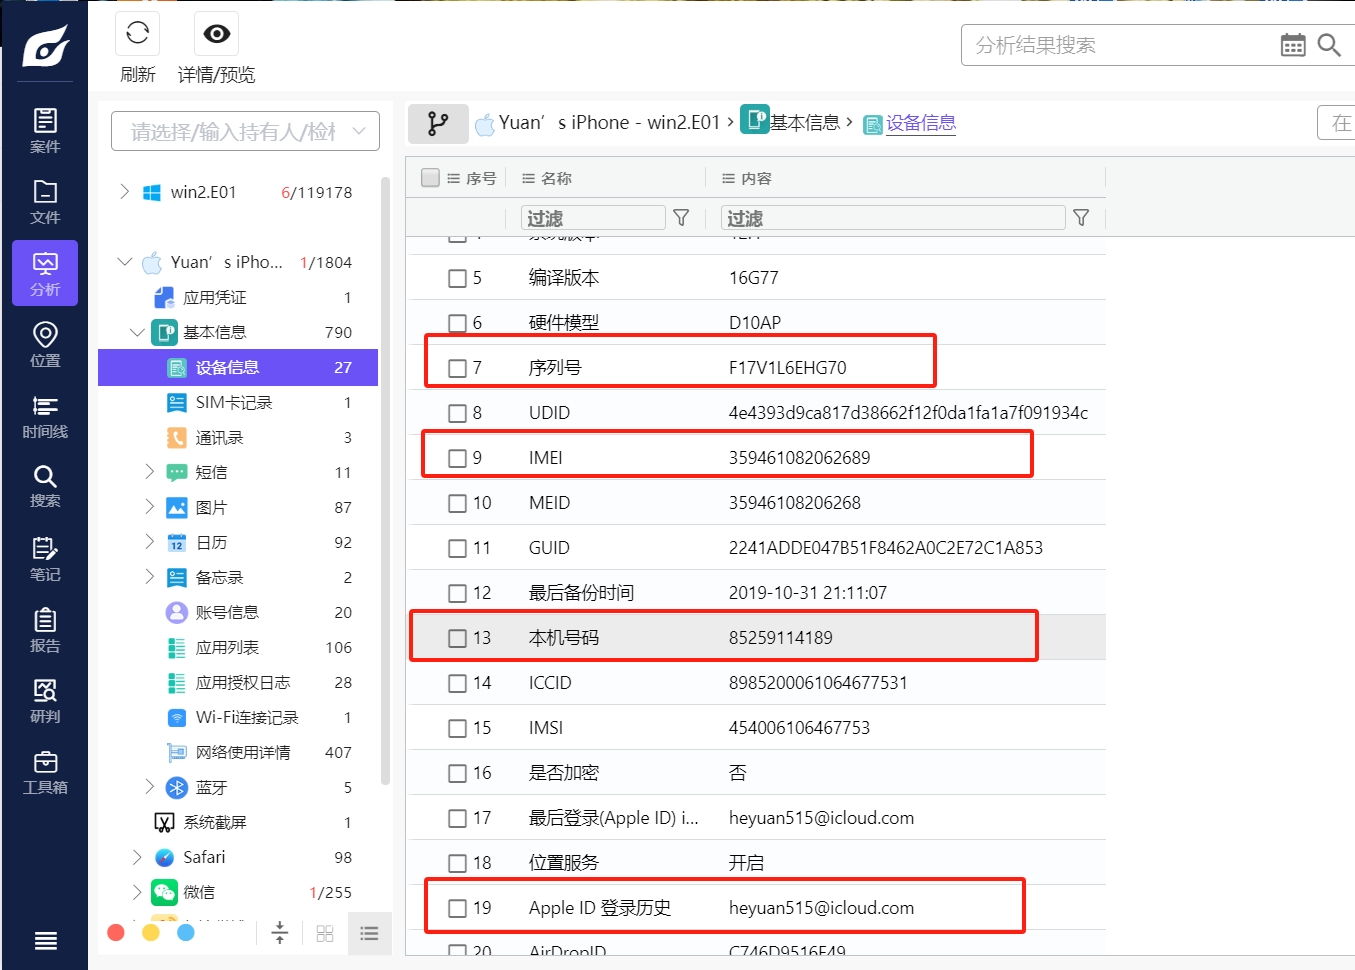 刷新
详情/预览
分析结果搜索
案件
文件
分析
位置
时间线
搜索
笔记
报告
研判
工具箱
请选择/输入持有人/检材
win2.E01 6/119178
Yuan’s iPho... 1/1804
应用凭证 1
基本信息 790
设备信息 27
SIM卡记录 1
通讯录 3
短信 11
图片 87
日历 92
备忘录 2
账号信息 20
应用列表 106
应用授权日志 28
Wi-Fi连接记录 1
网络使用详情 407
蓝牙 5
系统截屏 1
Safari 98
微信 1/255
Yuan’s iPhone - win2.E01 › 基本信息 › 设备信息
在
序号 名称 内容
过滤 过滤
5 编译版本 16G77
6 硬件模型 D10AP
7 序列号 F17V1L6EHG70
8 UDID 4e4393d9ca817d38662f12f0da1fa1a7f091934c
9 IMEI 359461082062689
10 MEID 35946108206268
11 GUID 2241ADDE047B51F8462A0C2E72C1A853
12 最后备份时间 2019-10-31 21:11:07
13 本机号码 85259114189
14 ICCID 8985200061064677531
15 IMSI 454006106467753
16 是否加密 否
17 最后登录(Apple ID) i... heyuan515@icloud.com
18 位置服务 开启
19 Apple ID 登录历史 heyuan515@icloud.com
20 AirDropID C746D9516F49